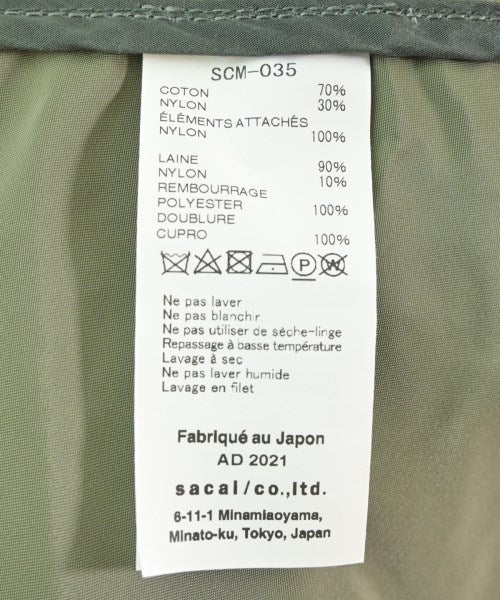 SCM-035
COTON 70%
NYLON 30%
ÉLÉMENTS ATTACHÉS
NYLON 100%
LAINE 90%
NYLON 10%
REMBOURRAGE
POLYESTER 100%
DOUBLURE
CUPRO 100%
P W
Ne pas laver
Ne pas blanchir
Ne pas utiliser de sèche-linge
Repassage à basse température
Lavage à sec
Ne pas laver humide
Lavage en filet
Fabriqué au Japon
AD 2021
sacai/co.,ltd.
6-11-1 Minamiaoyama,
Minato-ku, Tokyo, Japan